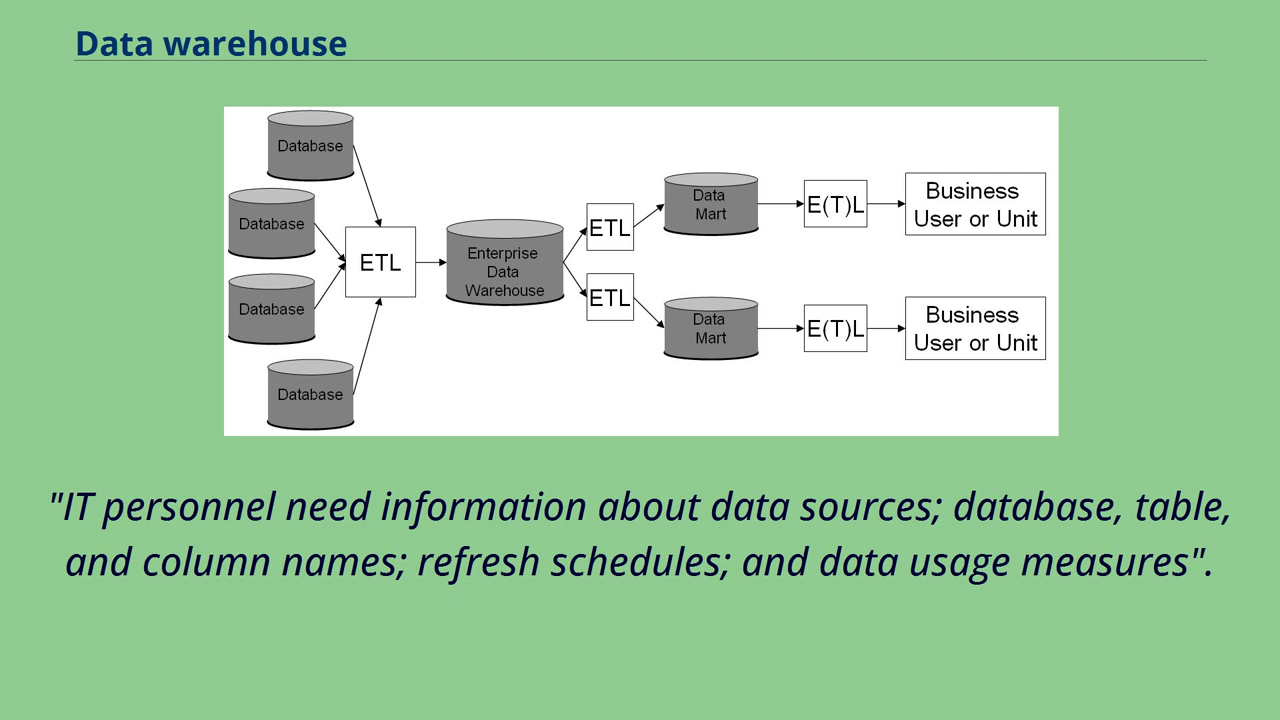 Data warehouse
Database
Database
Database
Database
ETL
Enterprise
Data
Warehouse
ETL
ETL
Data
Mart
E(T)L
Business
User or Unit
Data
Mart
E(T)L
Business
User or Unit
"IT personnel need information about data sources; database, table,
and column names; refresh schedules; and data usage measures".